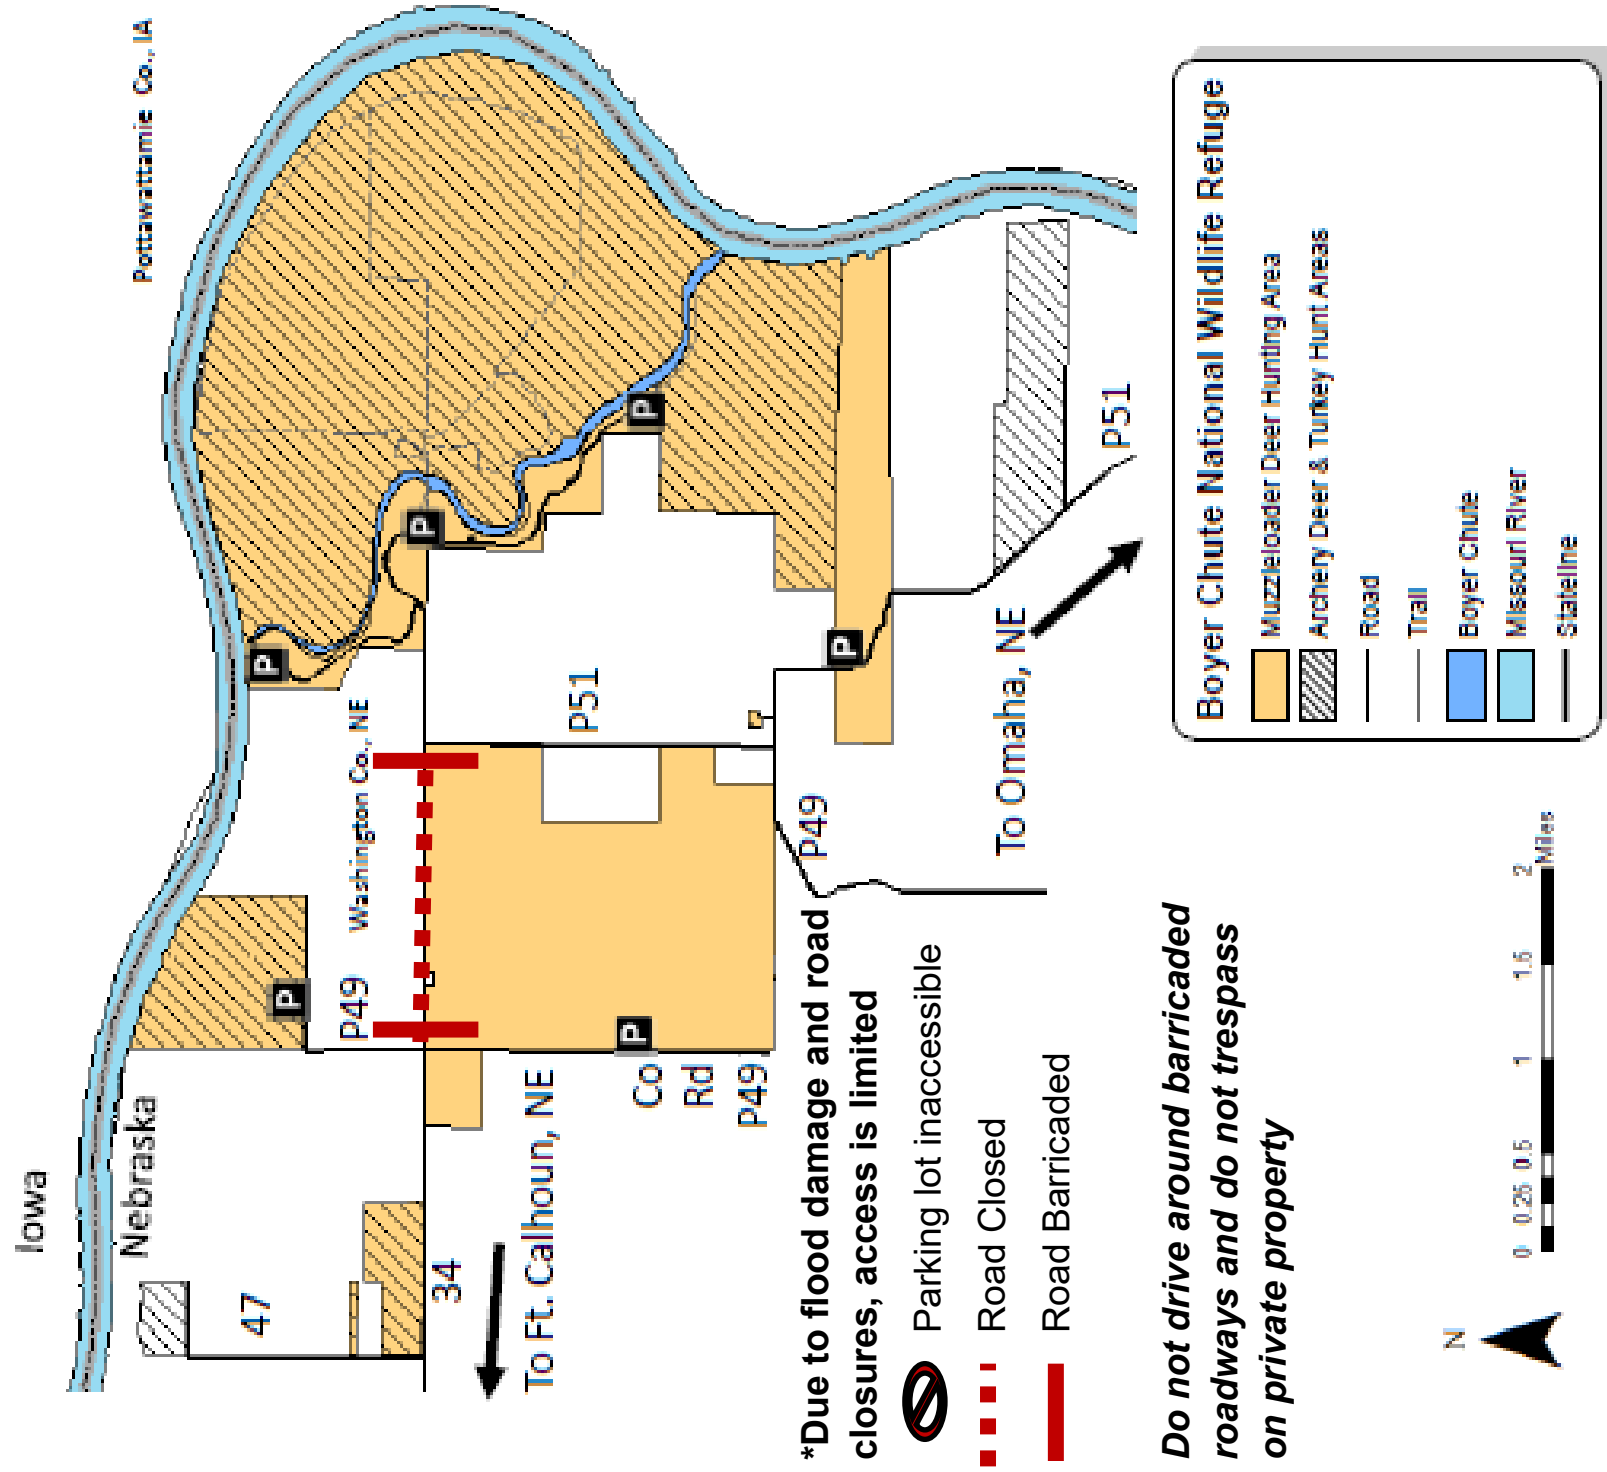 Iowa
Nebraska
Pottawattamie Co., IA
47
34
To Ft. Calhoun, NE
P49
Washington Co., NE
P
P
P
P
P
P
Co
Rd
P49
P51
P49
To Omaha, NE
P51
*Due to flood damage and road
closures, access is limited
Parking lot inaccessible
Road Closed
Road Barricaded
Do not drive around barricaded
roadways and do not trespass
on private property
N
0 0.25 0.5 1 1.5 2
Miles
Boyer Chute National Wildlife Refuge
Muzzleloader Deer Hunting Area
Archery Deer & Turkey Hunt Areas
Road
Trail
Boyer Chute
Missouri River
Stateline